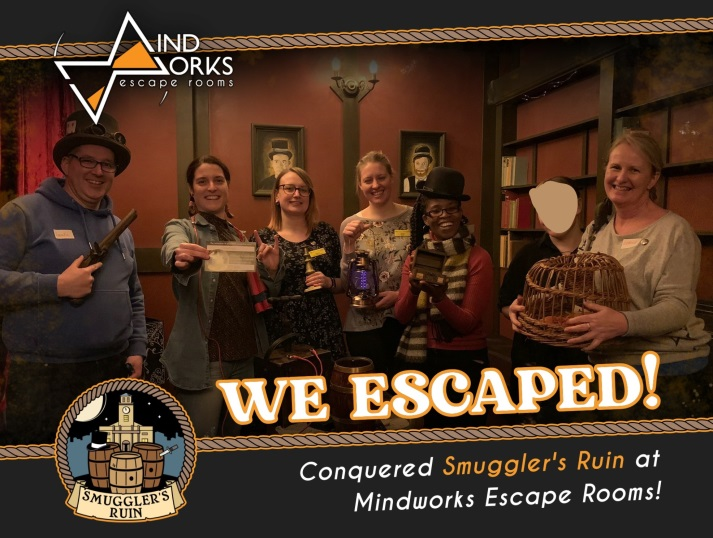 MIND
WORKS
escape rooms
WE ESCAPED!
Conquered Smuggler's Ruin at
Mindworks Escape Rooms!
SMUGGLER'S
RUIN